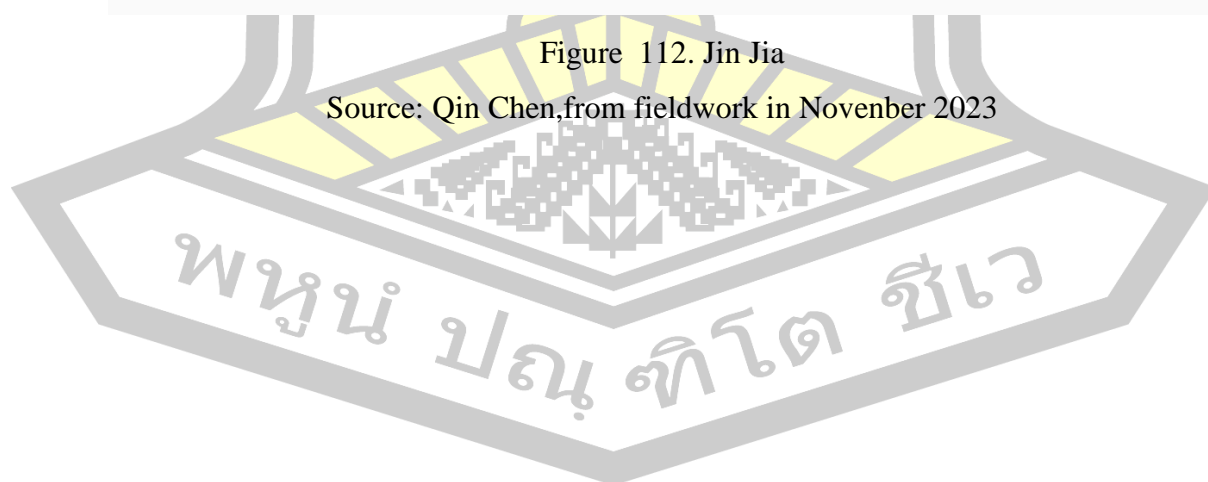 Figure  112. Jin Jia
Source: Qin Chen,from fieldwork in Novenber 2023
พหูนํ ปณฺฑิโต ชีเว